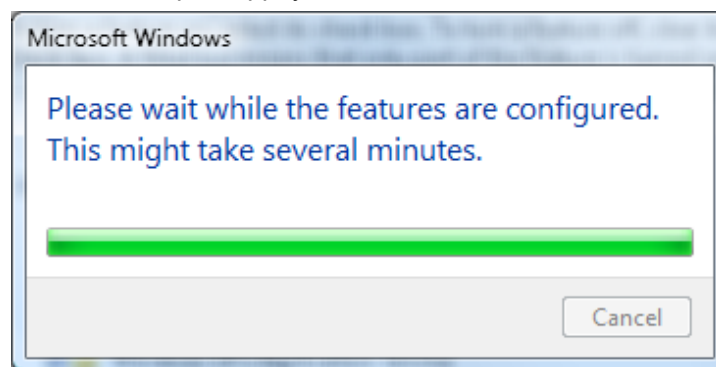 Microsoft Windows
Please wait while the features are configured.
This might take several minutes.
Cancel